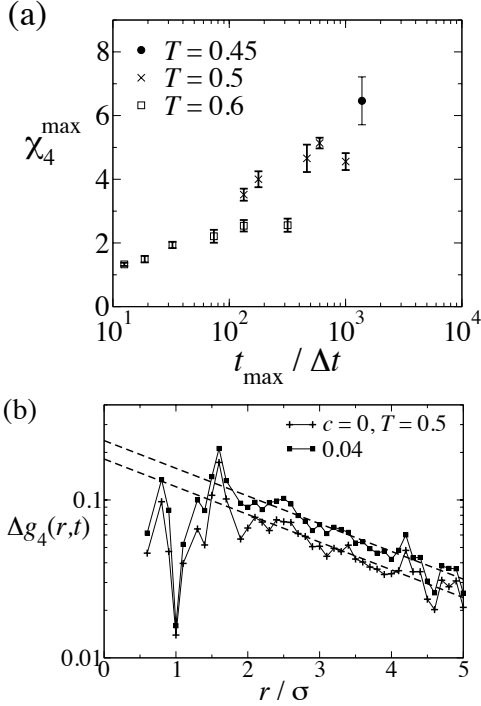 (a)
8
6
4
2
0
χ₄ᵐᵃˣ
T = 0.45
T = 0.5
T = 0.6
10¹ 10² 10³ 10⁴
t_max / Δt
(b)
c = 0, T = 0.5
0.04
0.1
0.01
Δg₄(r,t)
0 1 2 3 4 5
r / σ